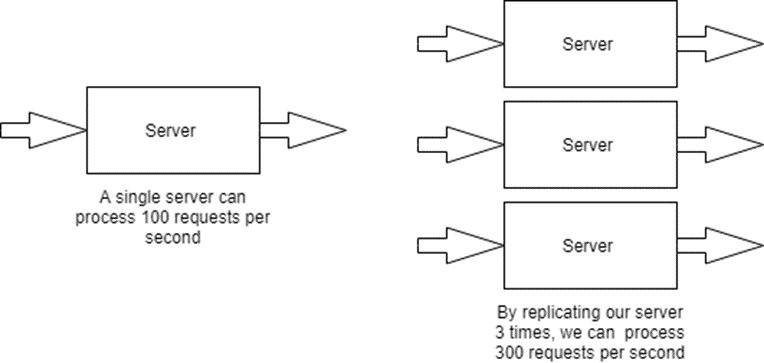 Server
A single server can
process 100 requests per
second
Server
Server
Server
By replicating our server
3 times, we can process
300 requests per second